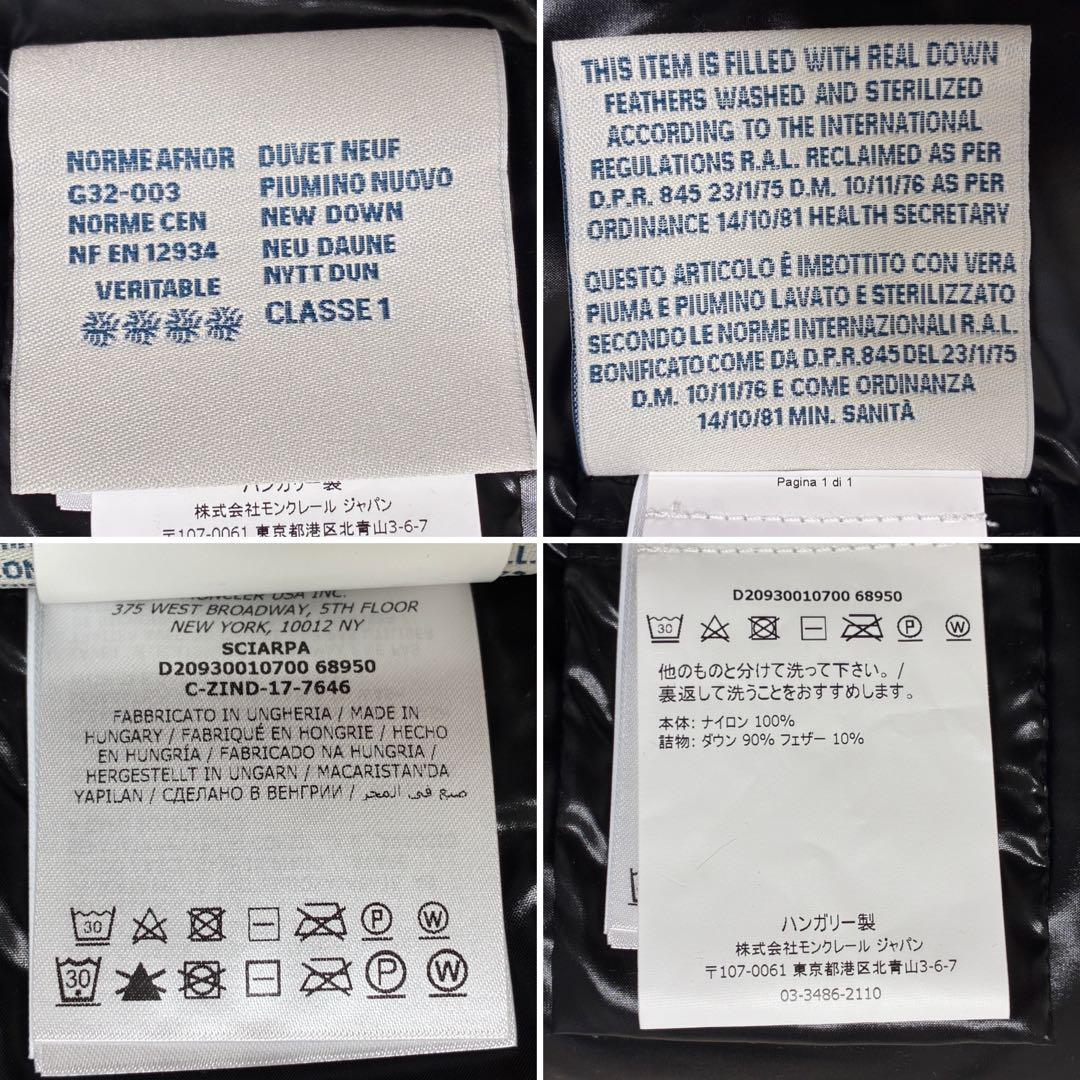 NORME AFNOR
G32-003
NORME CEN
NF EN 12934
VERITABLE
DUVET NEUF
PIUMINO NUOVO
NEW DOWN
NEU DAUNE
NYTT DUN
CLASSE 1
ハンガリー製
株式会社モンクレール ジャパン
〒107-0061 東京都港区北青山3-6-7
THIS ITEM IS FILLED WITH REAL DOWN
FEATHERS WASHED AND STERILIZED
ACCORDING TO THE INTERNATIONAL
REGULATIONS R.A.L. RECLAIMED AS PER
D.P.R. 845 23/1/75 D.M. 10/11/76 AS PER
ORDINANCE 14/10/81 HEALTH SECRETARY
QUESTO ARTICOLO É IMBOTTITO CON VERA
PIUMA E PIUMINO LAVATO E STERILIZZATO
SECONDO LE NORME INTERNAZIONALI R.A.L.
BONIFICATO COME DA D.P.R.845 DEL 23/1/75
D.M. 10/11/76 E COME ORDINANZA
14/10/81 MIN. SANITÀ
Pagina 1 di 1
MONCLER USA INC.
375 WEST BROADWAY, 5TH FLOOR
NEW YORK, 10012 NY
SCIARPA
D20930010700 68950
C-ZIND-17-7646
FABBRICATO IN UNGHERIA / MADE IN
HUNGARY / FABRIQUÉ EN HONGRIE / HECHO
EN HUNGRÍA / FABRICADO NA HUNGRIA /
HERGESTELLT IN UNGARN / MACARISTAN'DA
YAPILAN / СДЕЛАНО В ВЕНГРИИ / صنع في المجر
30 P W
30 P W
D20930010700 68950
30 P W
他のものと分けて洗って下さい。/
裏返して洗うことをおすすめします。
本体: ナイロン 100%
詰物: ダウン 90% フェザー 10%
ハンガリー製
株式会社モンクレール ジャパン
〒107-0061 東京都港区北青山3-6-7
03-3486-2110